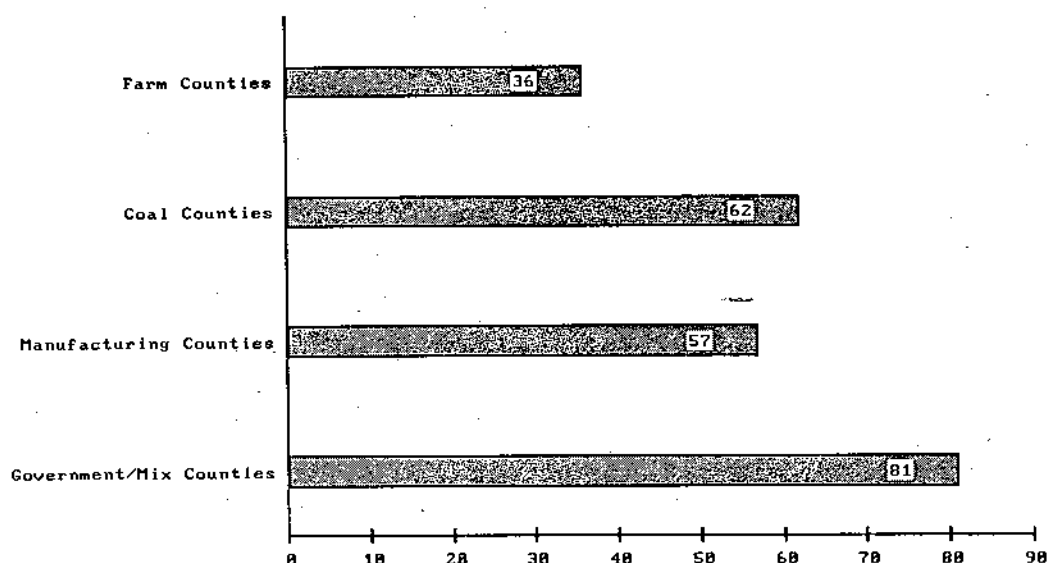 Farm Counties 36
Coal Counties 62
Manufacturing Counties 57
Government/Mix Counties 81
0 10 20 30 40 50 60 70 80 90